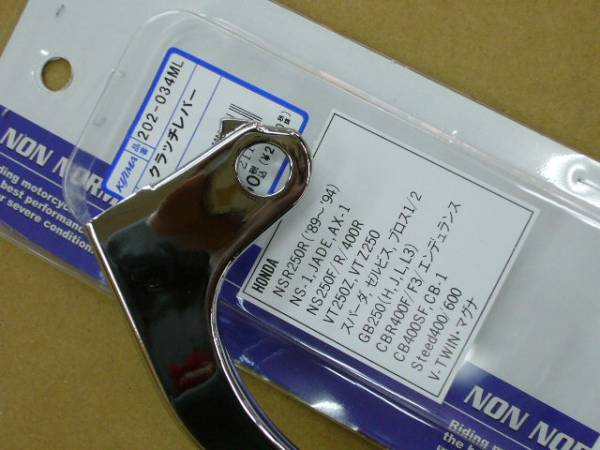 KIJIMA 品番 202-034ML
クラッチレバー
NON NOR
Riding motorcyc
best performanc
r severe condition
HONDA
NSR250R('89〜'94)
NS-1,JADE,AX-1
NS250F/R/400R
VT250Z,VTZ250
スパーダ,ゼルビス,ブロス1/2
GB250(H,J,L,L3)
CBR400F/F3/エンデュランス
CB400SF,CB-1
Steed400/600
V-TWIN・マグナ
NON NO
Riding m
the b